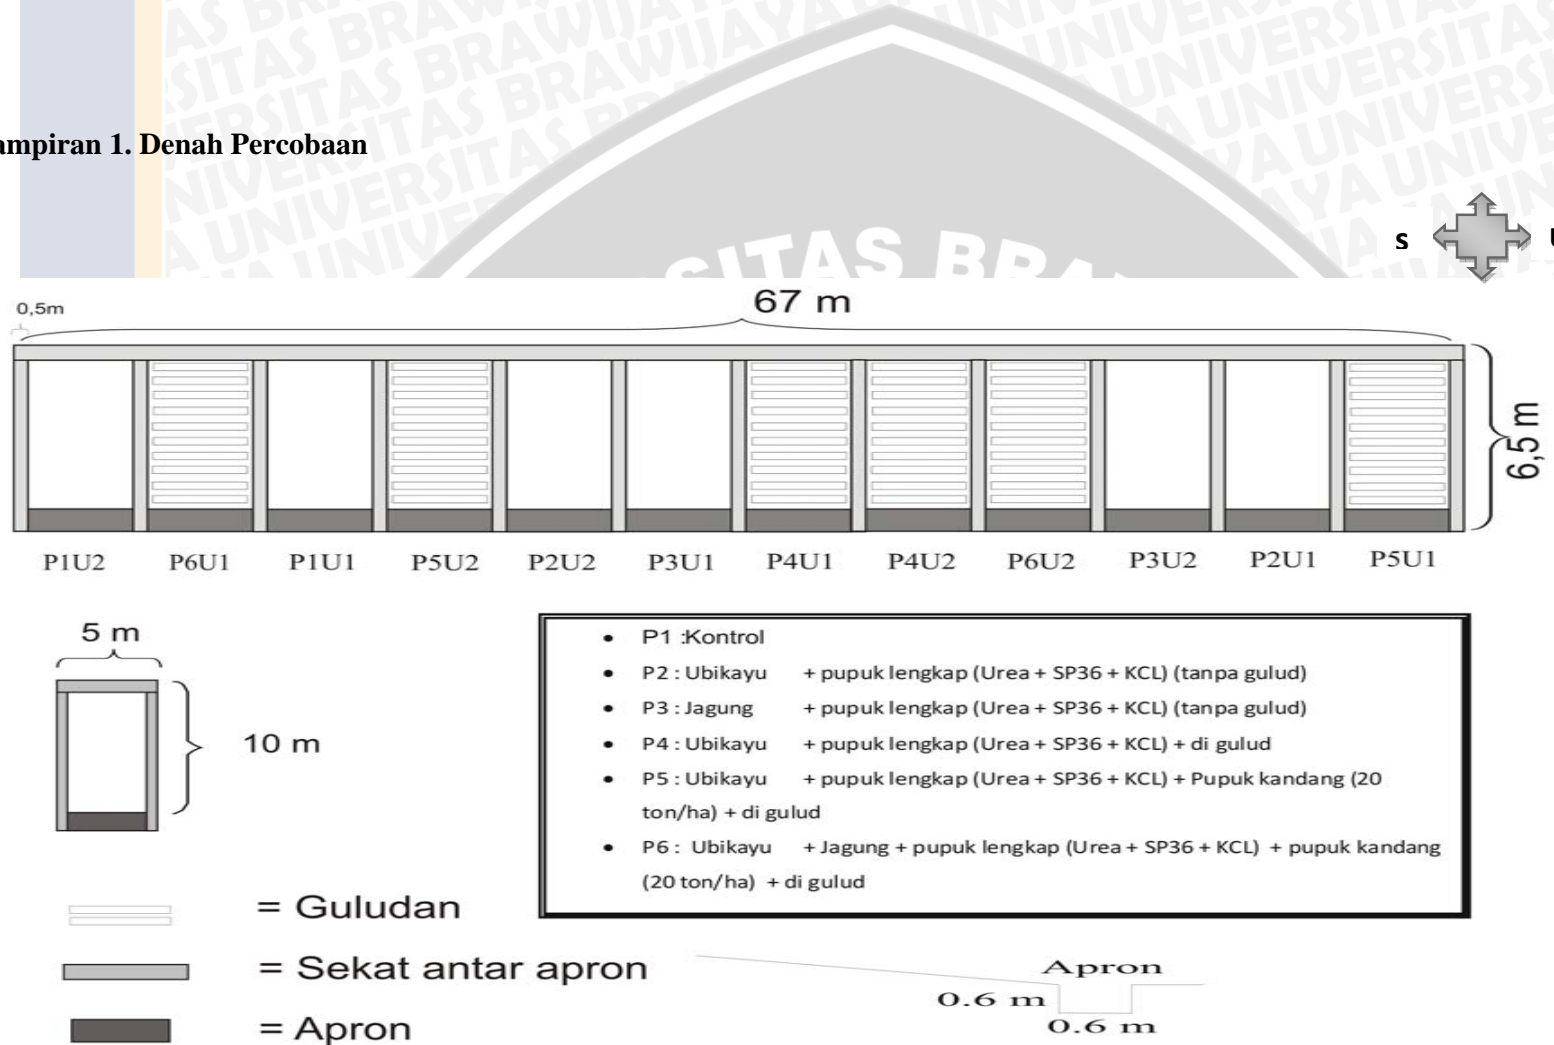 ampiran 1. Denah Percobaan
S
0,5m
67 m
6,5 m
P1U2 P6U1 P1U1 P5U2 P2U2 P3U1 P4U1 P4U2 P6U2 P3U2 P2U1 P5U1
5 m
10 m
• P1 :Kontrol
• P2 : Ubikayu + pupuk lengkap (Urea + SP36 + KCL) (tanpa gulud)
• P3 : Jagung + pupuk lengkap (Urea + SP36 + KCL) (tanpa gulud)
• P4 : Ubikayu + pupuk lengkap (Urea + SP36 + KCL) + di gulud
• P5 : Ubikayu + pupuk lengkap (Urea + SP36 + KCL) + Pupuk kandang (20
ton/ha) + di gulud
• P6 : Ubikayu + Jagung + pupuk lengkap (Urea + SP36 + KCL) + pupuk kandang
(20 ton/ha) + di gulud
= Guludan
= Sekat antar apron
= Apron
Apron
0.6 m
0.6 m